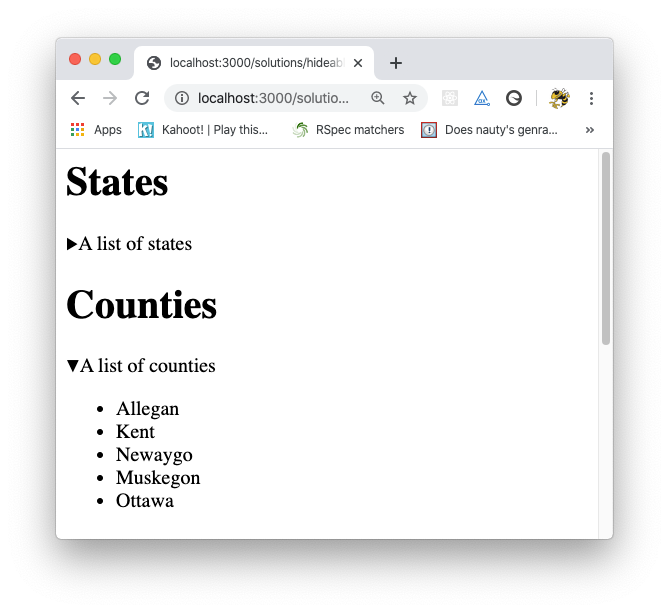 localhost:3000/solutions/hideab
localhost:3000/solutio...
Apps
K!
Kahoot! | Play this...
RSpec matchers
Does nauty's genra...
»
States
▶A list of states
Counties
▼A list of counties
• Allegan
• Kent
• Newaygo
• Muskegon
• Ottawa